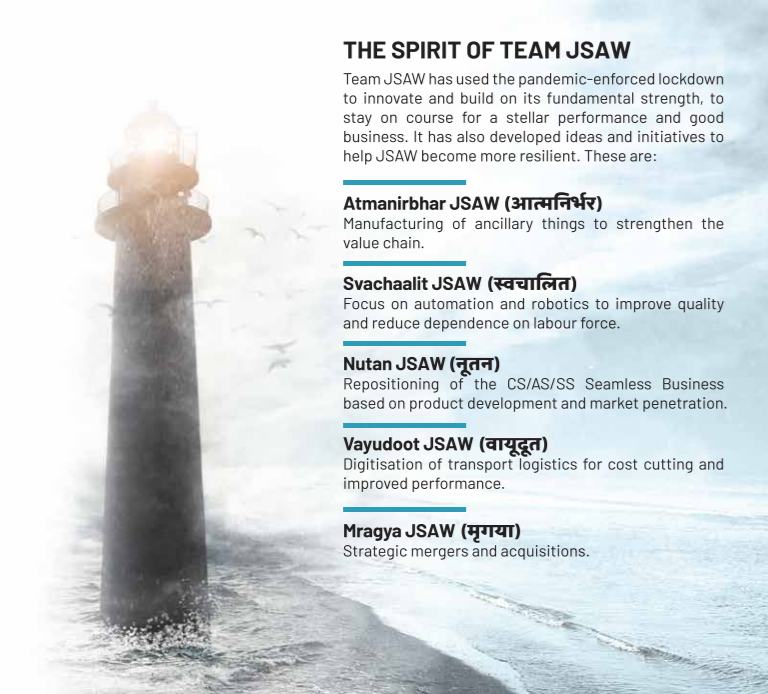 THE SPIRIT OF TEAM JSAW
Team JSAW has used the pandemic-enforced lockdown
to innovate and build on its fundamental strength, to
stay on course for a stellar performance and good
business. It has also developed ideas and initiatives to
help JSAW become more resilient. These are:
Atmanirbhar JSAW (आत्मनिर्भर)
Manufacturing of ancillary things to strengthen the
value chain.
Svachaalit JSAW (स्वचालित)
Focus on automation and robotics to improve quality
and reduce dependence on labour force.
Nutan JSAW (नूतन)
Repositioning of the CS/AS/SS Seamless Business
based on product development and market penetration.
Vayudoot JSAW (वायूदूत)
Digitisation of transport logistics for cost cutting and
improved performance.
Mragya JSAW (मृगया)
Strategic mergers and acquisitions.